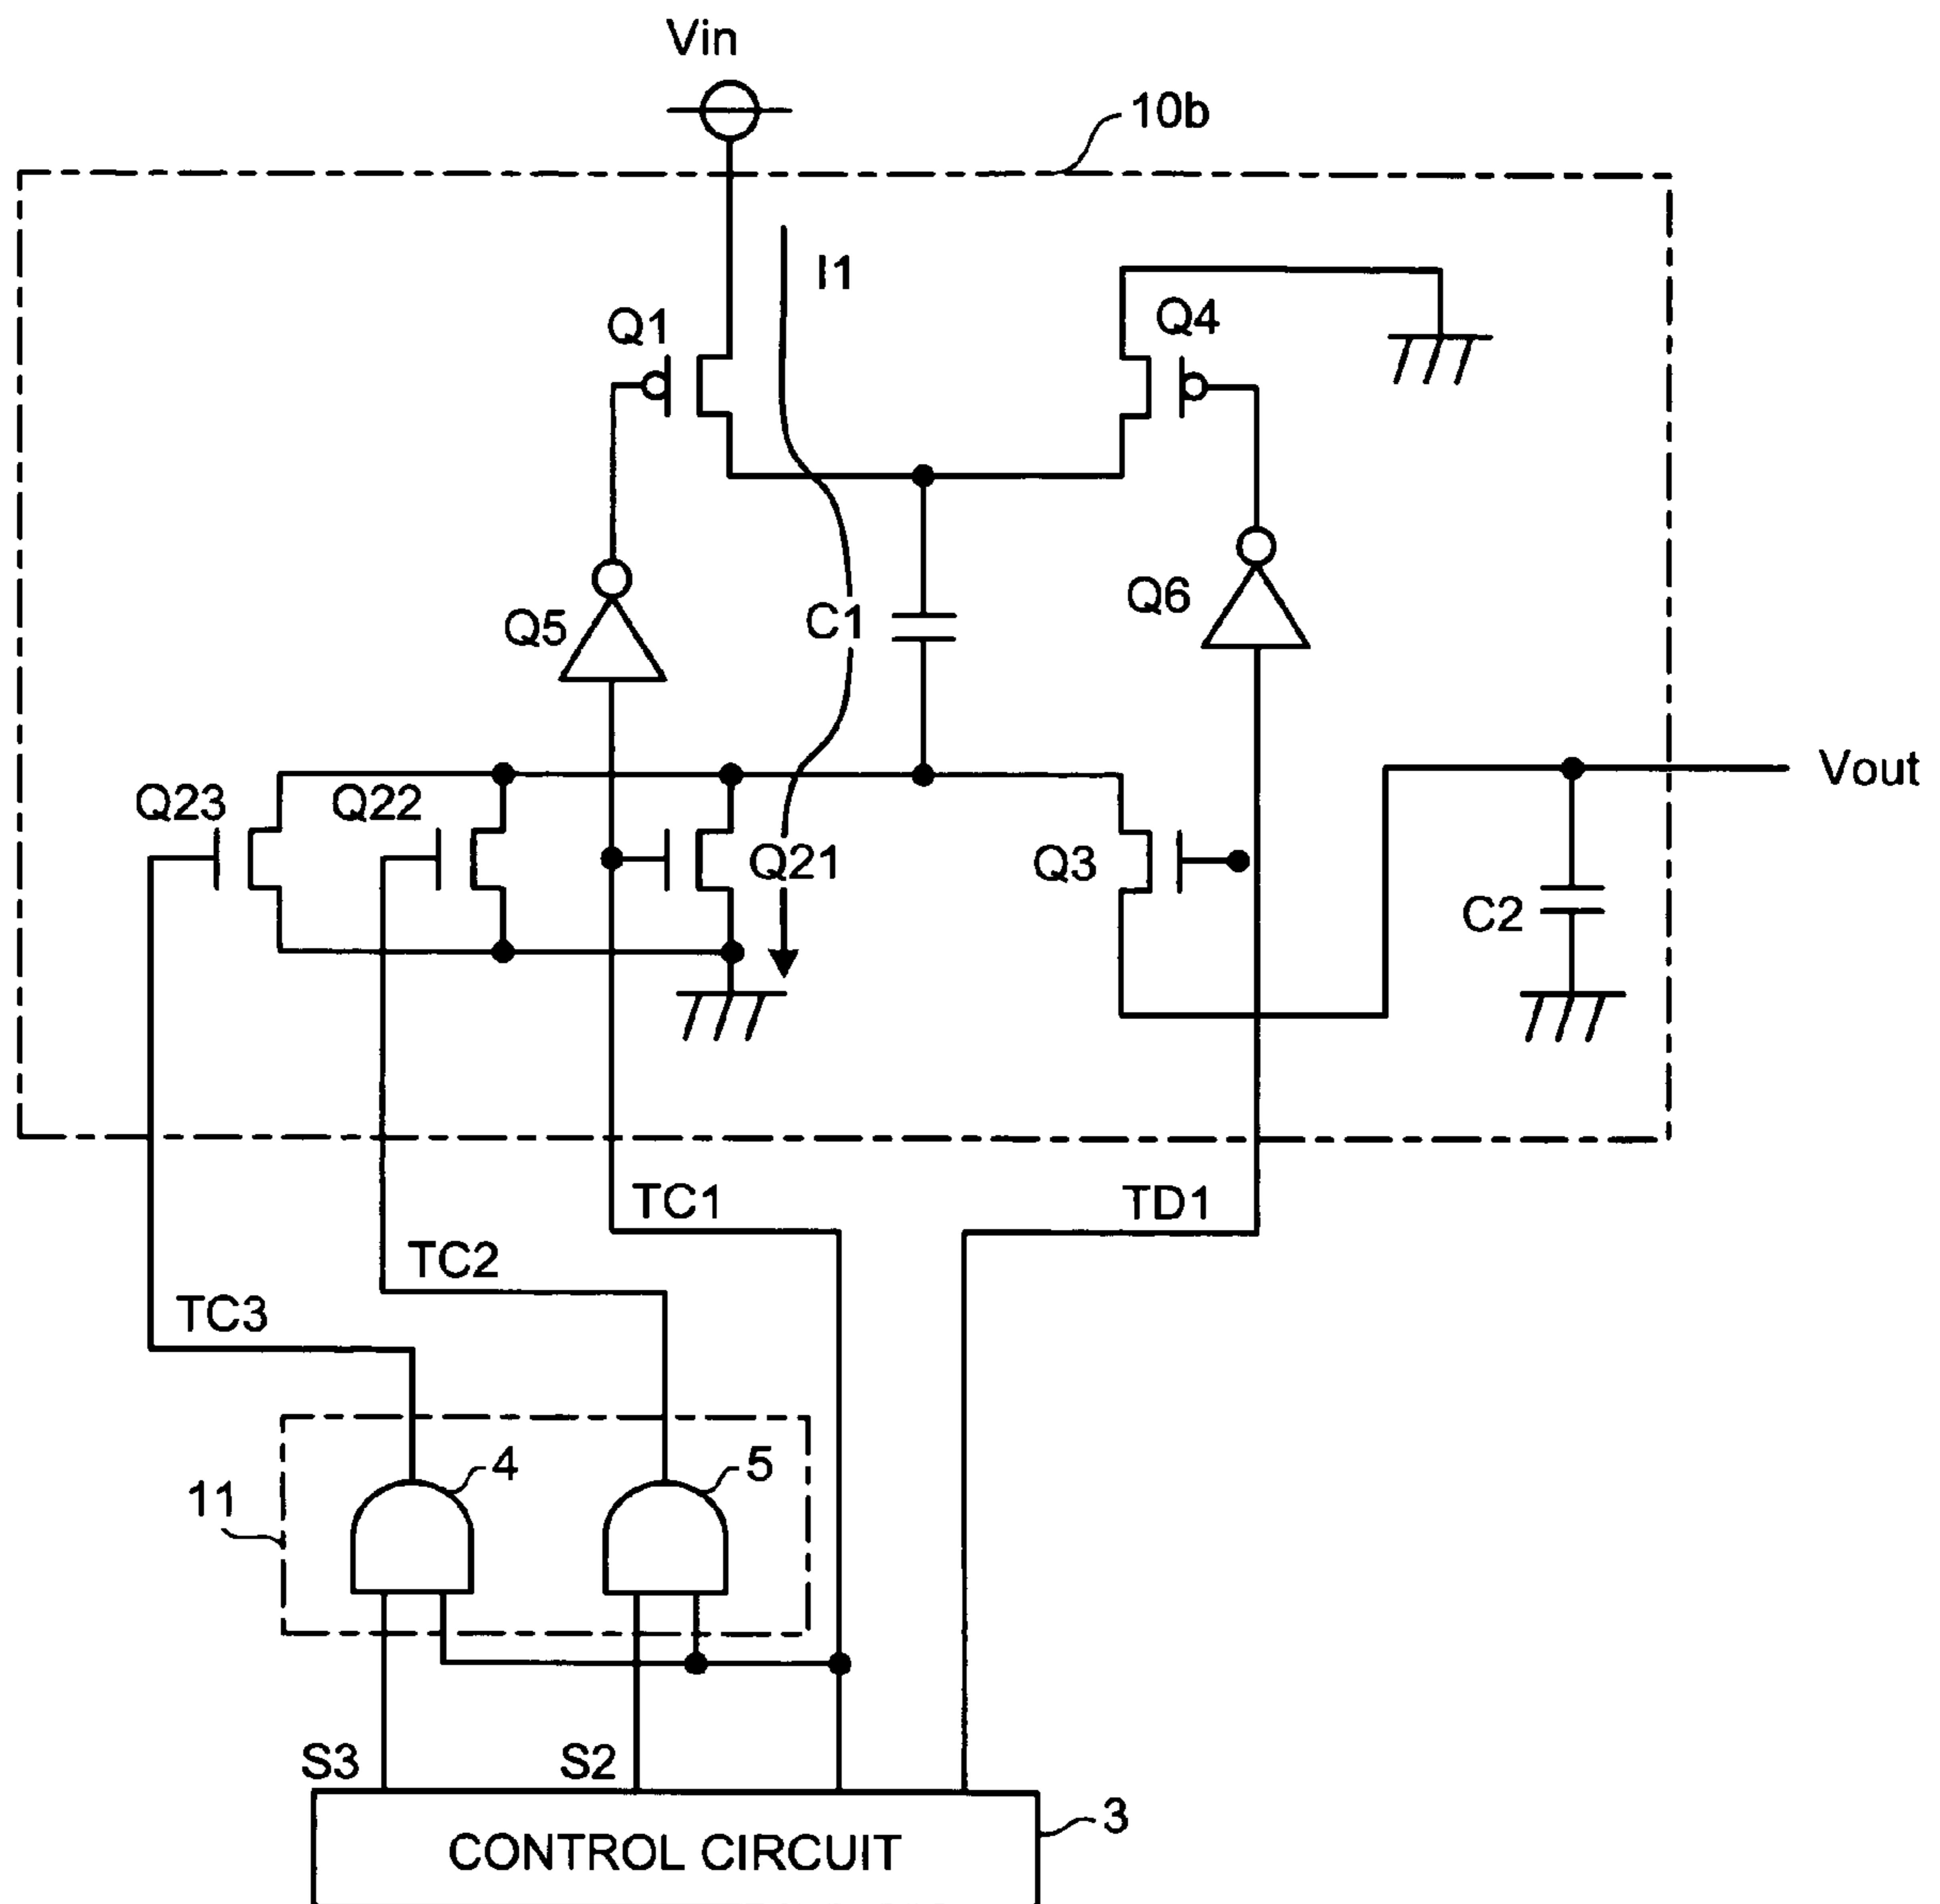 Vin
10b
I1
Q1
Q4
Q5
C1
Q6
Q23
Q22
Q21
Q3
Vout
C2
TC1
TD1
TC2
TC3
4
5
11
S3
S2
CONTROL CIRCUIT
3